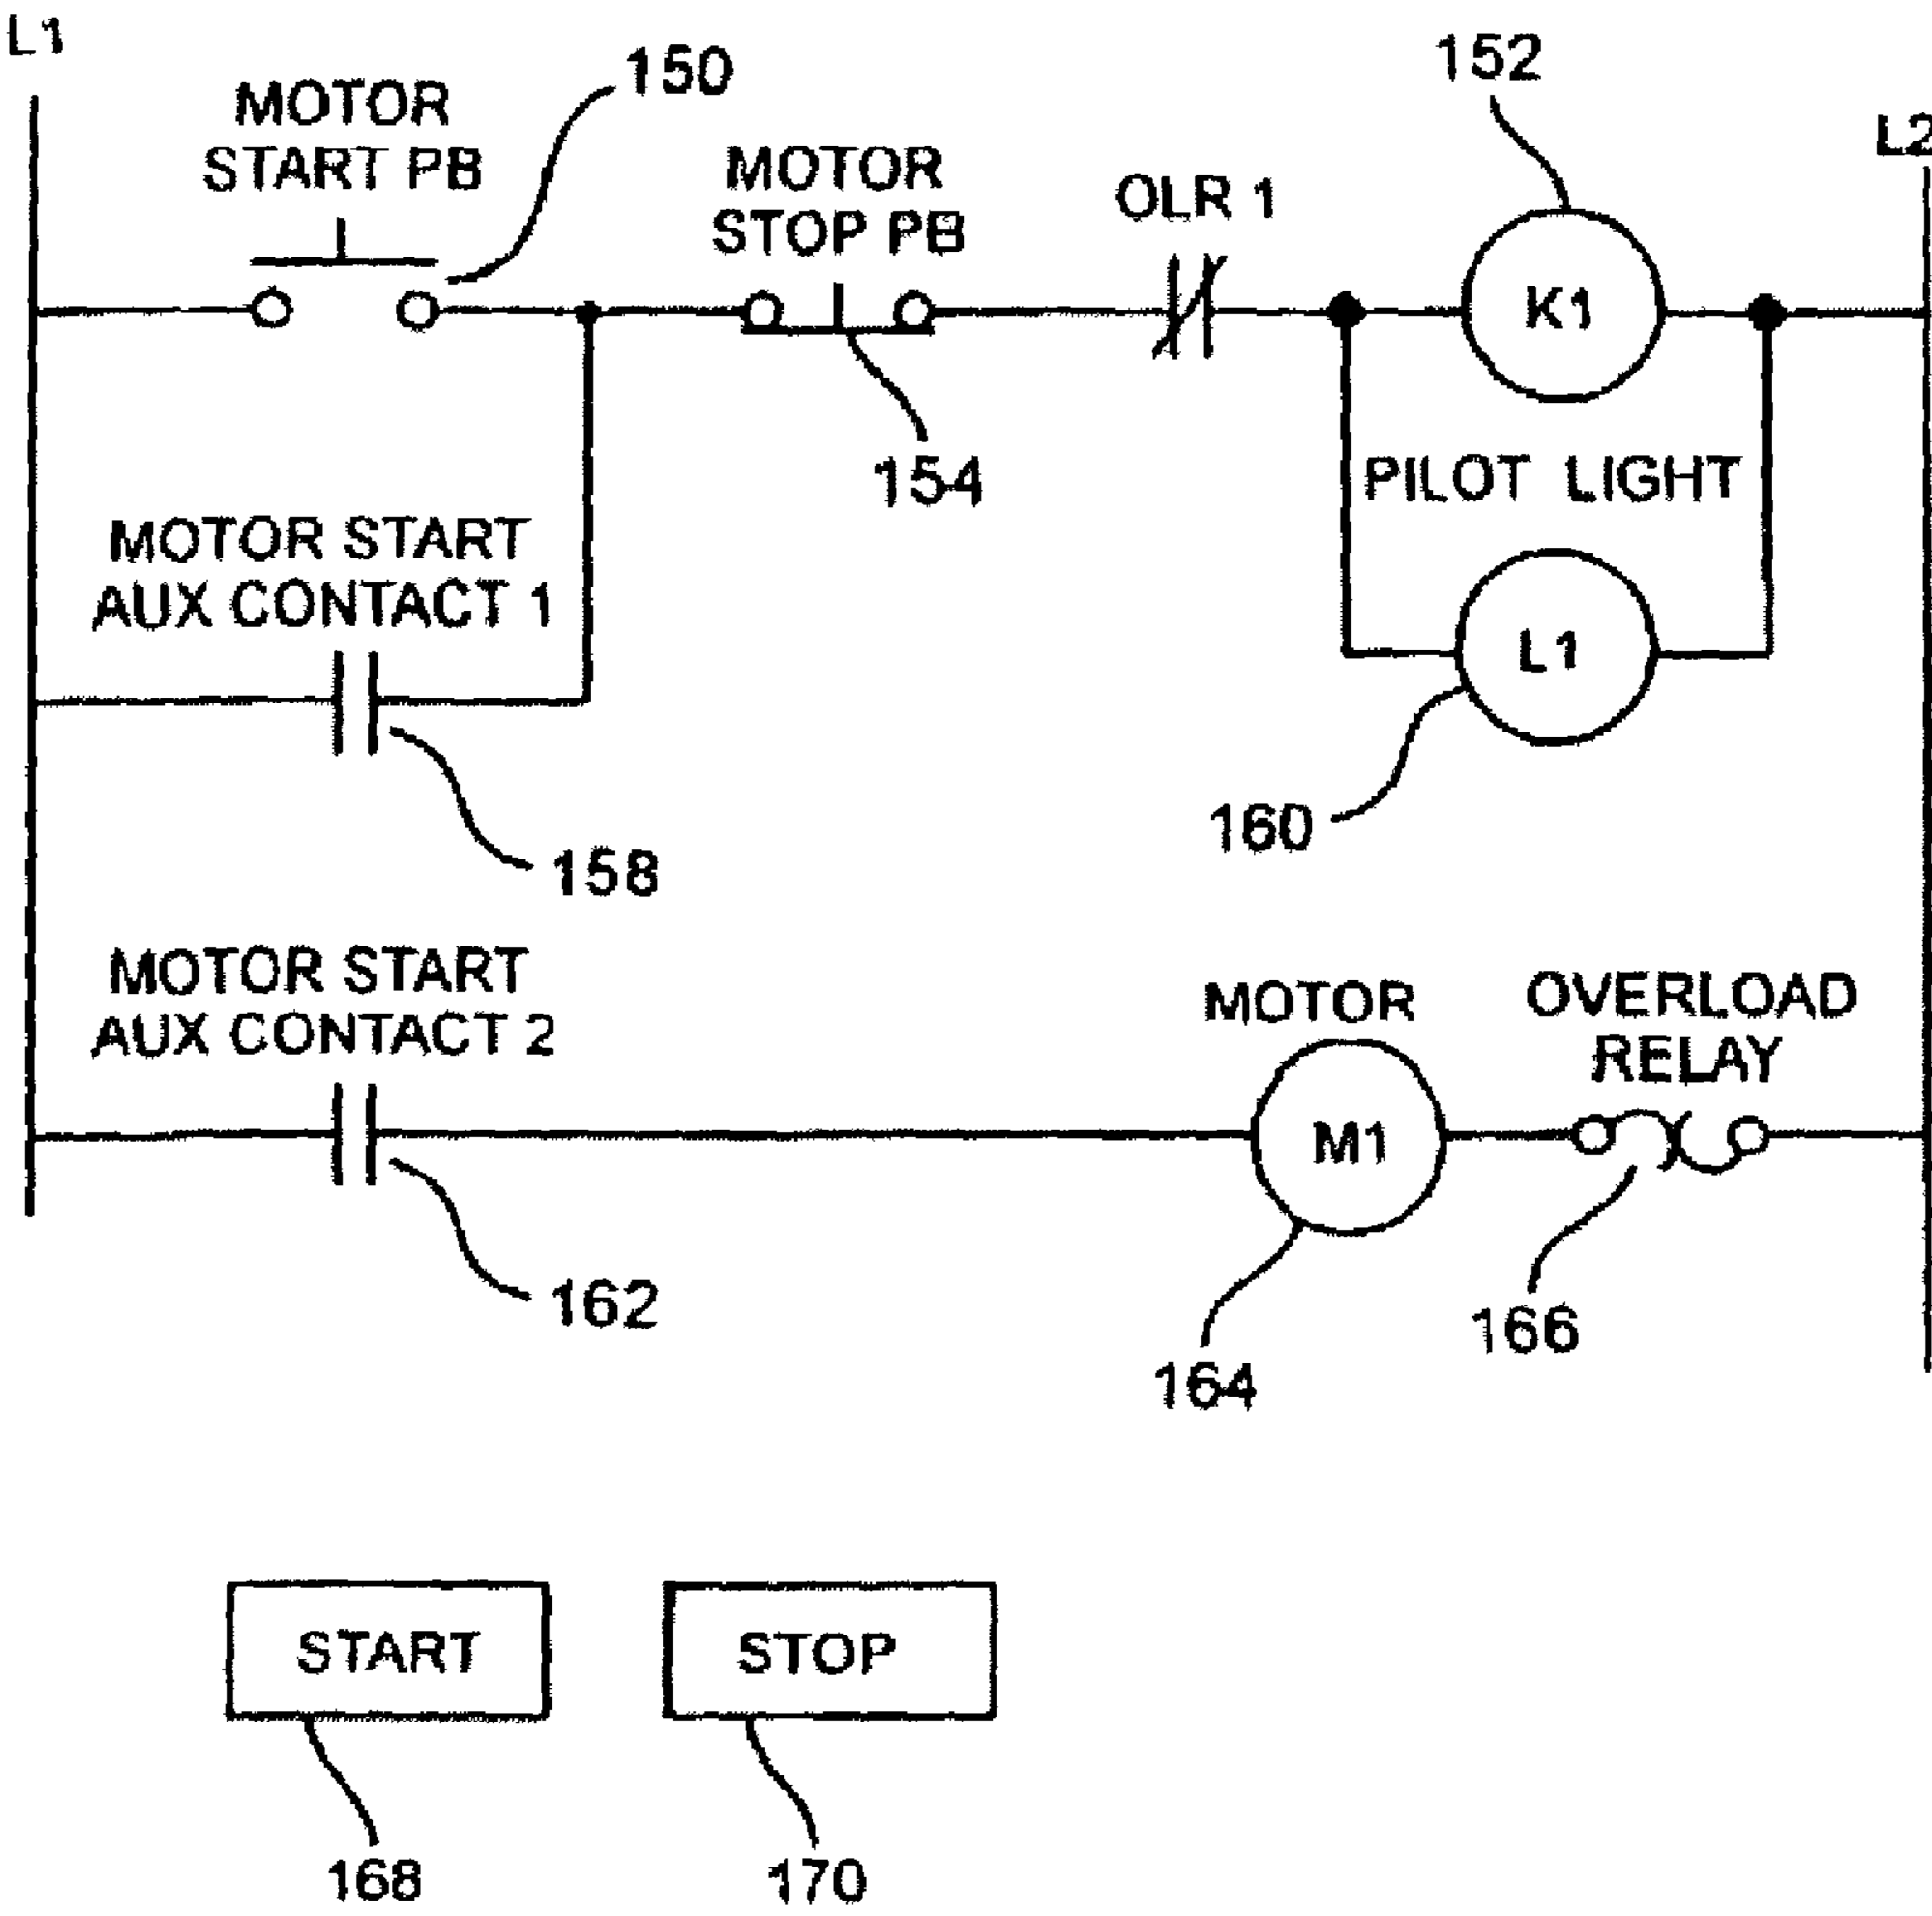 L1
150
152
MOTOR
START PB
L2
MOTOR
STOP PB
OLR 1
K1
154
PILOT LIGHT
MOTOR START
AUX CONTACT 1
L1
160
158
MOTOR START
AUX CONTACT 2
MOTOR
OVERLOAD
RELAY
M1
162
166
164
START
STOP
168
170